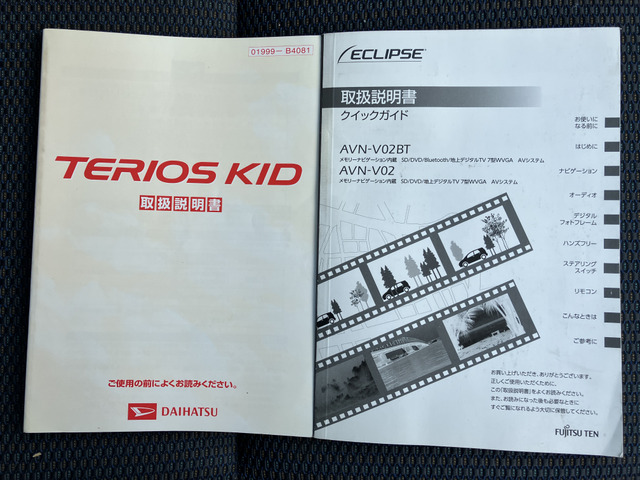 01999－B4081
TERIOS KID
取扱説明書
ご使用の前によくお読みください。
DAIHATSU
ECLIPSE
取扱説明書
クイックガイド
AVN-V02BT
メモリーナビゲーション内蔵 SD/DVD/Bluetooth/地上デジタルTV 7型WVGA AVシステム
AVN-V02
メモリーナビゲーション内蔵 SD/DVD/地上デジタルTV 7型WVGA AVシステム
お使いに
なる前に
はじめに
ナビゲーション
オーディオ
デジタル
フォトフレーム
ハンズフリー
ステアリング
スイッチ
リモコン
こんなときは
ご参考に
お買い上げいただき、ありがとうございます。
正しくご使用いただくために、
この「取扱説明書」をよくお読みください。
また、お読みになった後も必要なときに
すぐご覧になれるよう大切に保管してください。
FUJITSU TEN